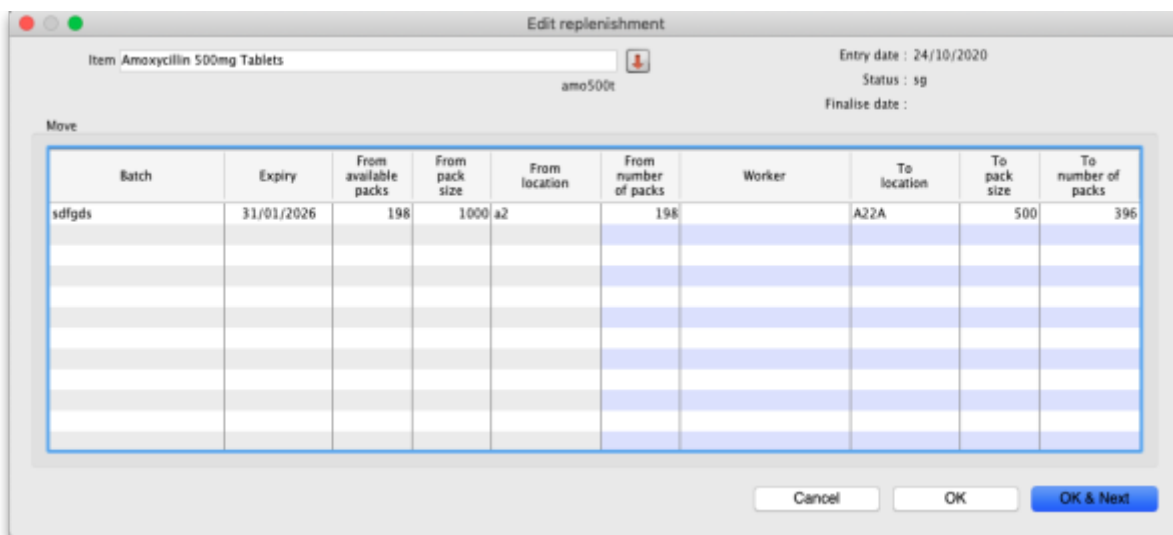 Edit replenishment
Item Amoxycillin 500mg Tablets
amo500t
Entry date : 24/10/2020
Status : sg
Finalise date :
Move
Batch Expiry From available packs From pack size From location From number of packs Worker To location To pack size To number of packs
sdfgds 31/01/2026 198 1000 a2 198 A22A 500 396
Cancel OK OK & Next